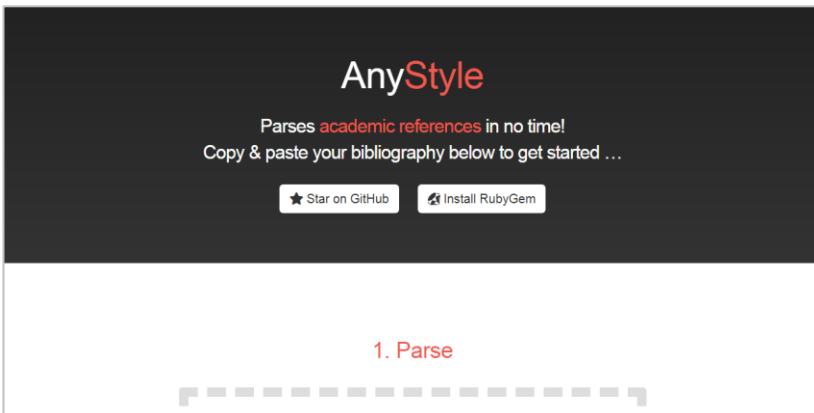 AnyStyle
Parses academic references in no time!
Copy & paste your bibliography below to get started …
Star on GitHub
Install RubyGem
1. Parse